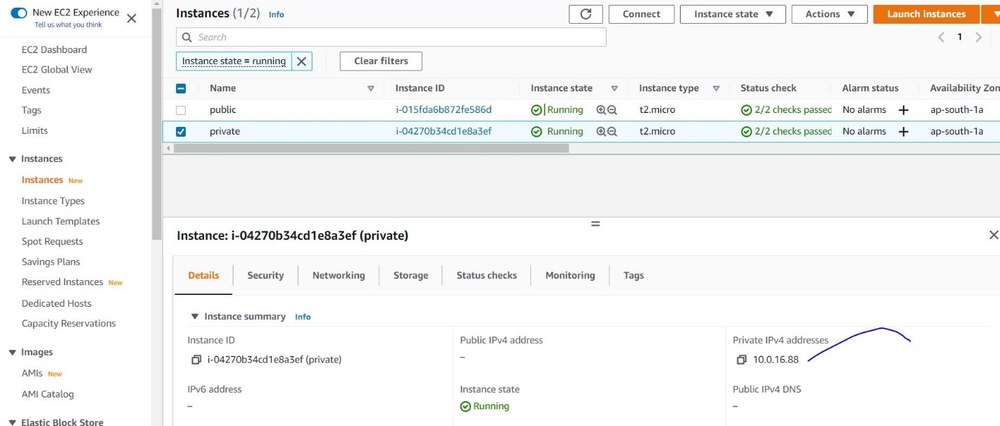 New EC2 Experience
Tell us what you think
EC2 Dashboard
EC2 Global View
Events
Tags
Limits
Instances
Instances New
Instance Types
Launch Templates
Spot Requests
Savings Plans
Reserved Instances New
Dedicated Hosts
Capacity Reservations
Images
AMIs New
AMI Catalog
Elastic Block Store
Instances (1/2) Info
Connect
Instance state
Actions
Launch instances
Search
1
Instance state = running
Clear filters
Name Instance ID Instance state Instance type Status check Alarm status Availability Zon
public i-015fda6b872fe586d Running t2.micro 2/2 checks passed No alarms + ap-south-1a
private i-04270b34cd1e8a3ef Running t2.micro 2/2 checks passed No alarms + ap-south-1a
Instance: i-04270b34cd1e8a3ef (private)
Details Security Networking Storage Status checks Monitoring Tags
Instance summary Info
Instance ID
i-04270b34cd1e8a3ef (private)
Public IPv4 address
–
Private IPv4 addresses
10.0.16.88
IPv6 address
–
Instance state
Running
Public IPv4 DNS
–